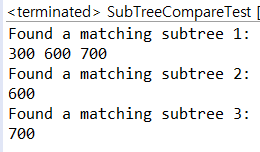 <terminated> SubTreeCompareTest [
Found a matching subtree 1:
300 600 700
Found a matching subtree 2:
600
Found a matching subtree 3:
700